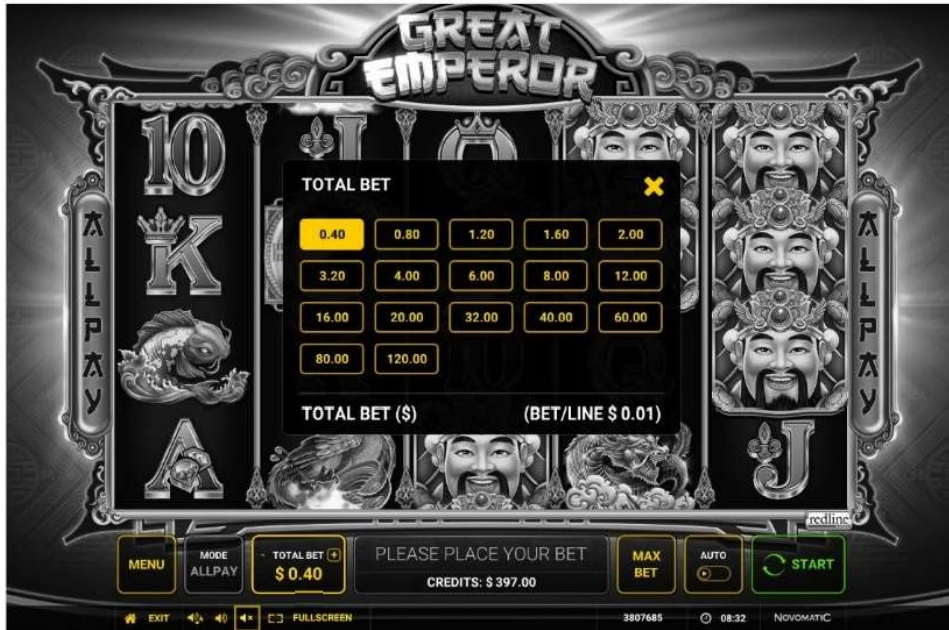 GREAT
EMPEROR
10
J
Q
K
A
J
ALLPAY
ALLPAY
TOTAL BET
0.40 0.80 1.20 1.60 2.00
3.20 4.00 6.00 8.00 12.00
16.00 20.00 32.00 40.00 60.00
80.00 120.00
TOTAL BET ($) (BET/LINE $ 0.01)
redline
MENU
MODE
ALLPAY
- TOTAL BET +
$ 0.40
PLEASE PLACE YOUR BET
CREDITS: $ 397.00
MAX
BET
AUTO
START
EXIT FULLSCREEN 3807685 08:32 NOVOMATIC